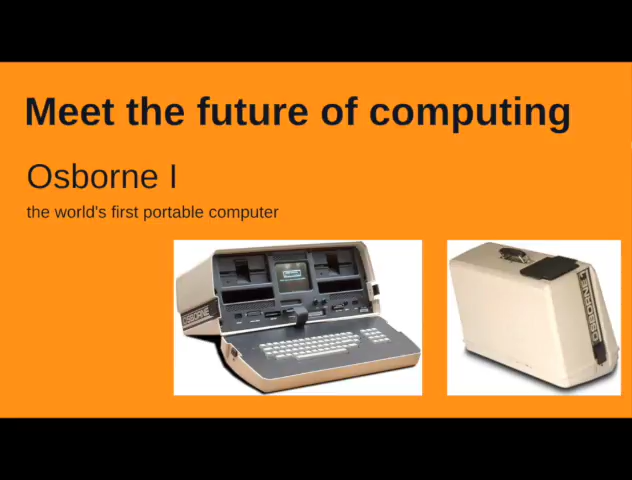 Meet the future of computing
Osborne I
the world's first portable computer
OSBORNE
OSBORNE